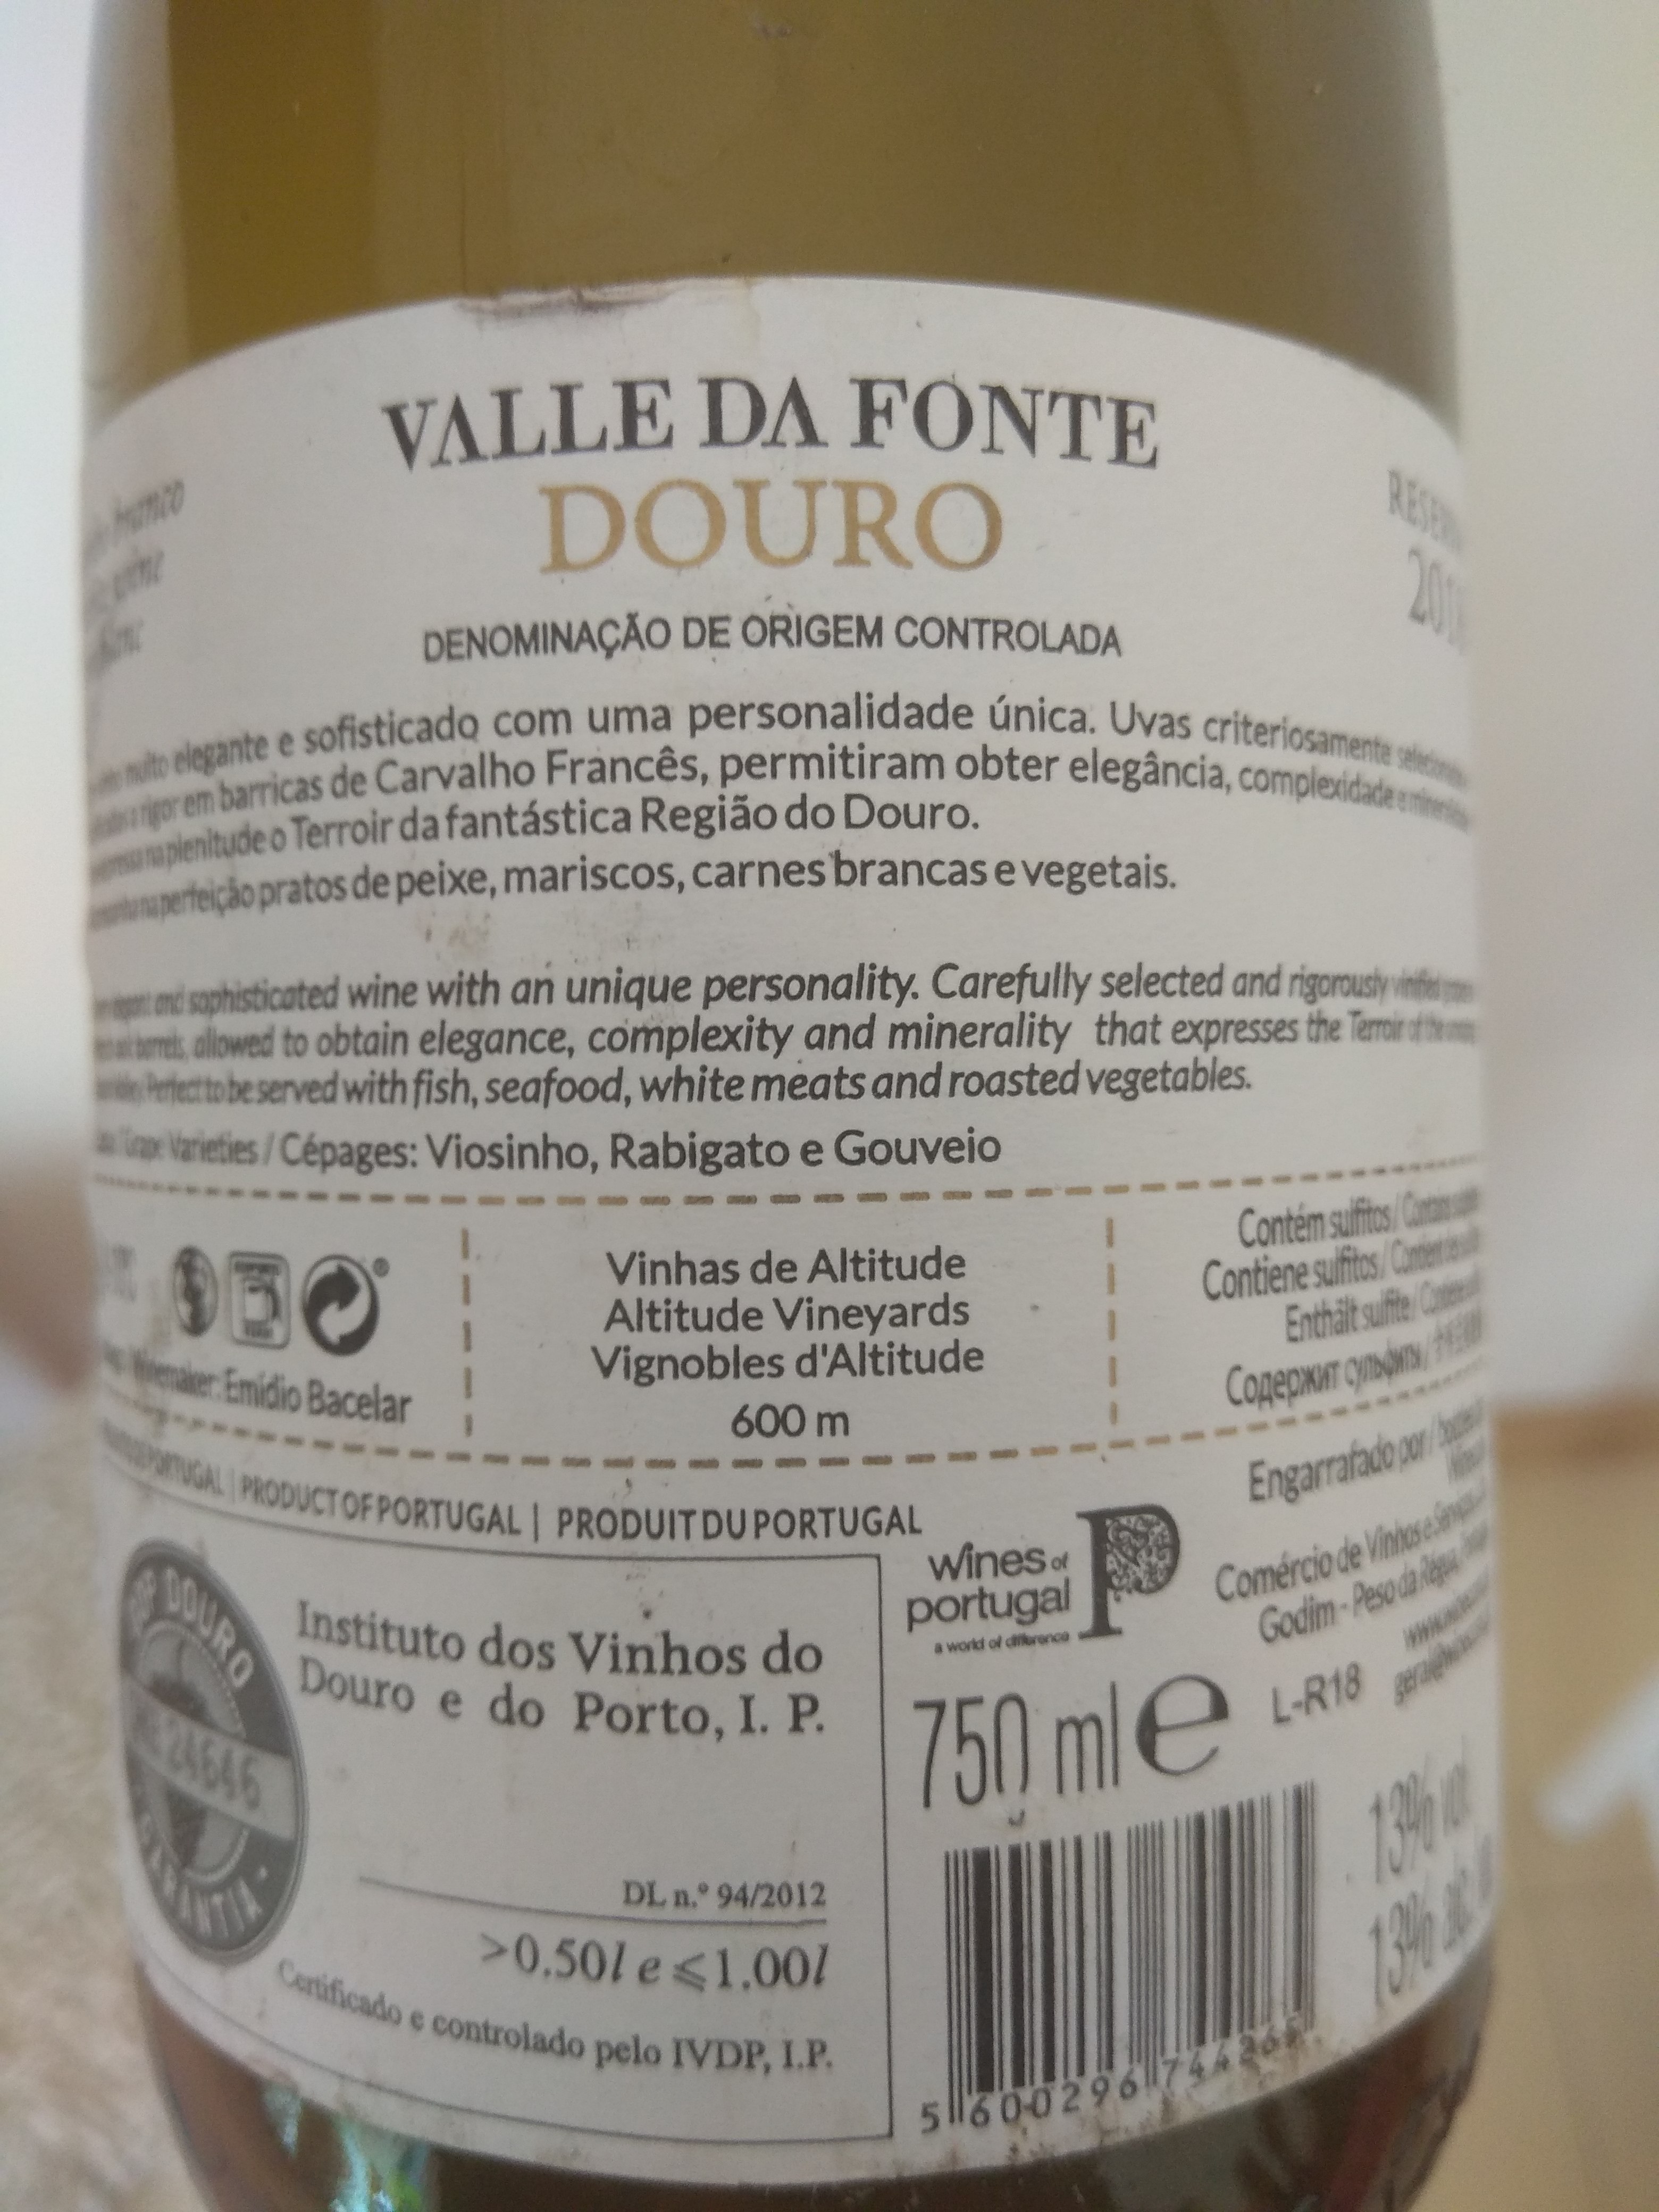 VALLE DA FONTE
DOURO
branco
DENOMINAÇÃO DE ORIGEM CONTROLADA
muito elegante e sofisticado com uma personalidade única. Uvas criteriosamente
rigor em barricas de Carvalho Francês, permitiram obter elegância, complexidade e
na plenitude o Terroir da fantástica Região do Douro.
na perfeição pratos de peixe, mariscos, carnes brancas e vegetais.
and sophisticated wine with an unique personality. Carefully selected and rigorously vinified
barrels, allowed to obtain elegance, complexity and minerality that expresses the Terroir of the
Perfect to be served with fish, seafood, white meats and roasted vegetables.
Grape Varieties / Cépages: Viosinho, Rabigato e Gouveio
Winemaker: Emídio Bacelar
Vinhas de Altitude
Altitude Vineyards
Vignobles d'Altitude
600 m
Contém sulfitos / Contains
Contiene sulfitos / Contient
Enthält sulfite /
Содержит сульфиты /
PORTUGAL | PRODUCT OF PORTUGAL | PRODUIT DU PORTUGAL
DOURO
24646
GARANTIA
Instituto dos Vinhos do
Douro e do Porto, I. P.
DL n.º 94/2012
>0.50l e ⩽1.00l
Certificado e controlado pelo IVDP, I.P.
wines of
portugal
a world of difference
P
750 ml e
Engarrafado por /
Comércio de Vinhos e
Godim - Peso da Régua,
L-R18
13% vol.
13% alc.
5 600296 744265